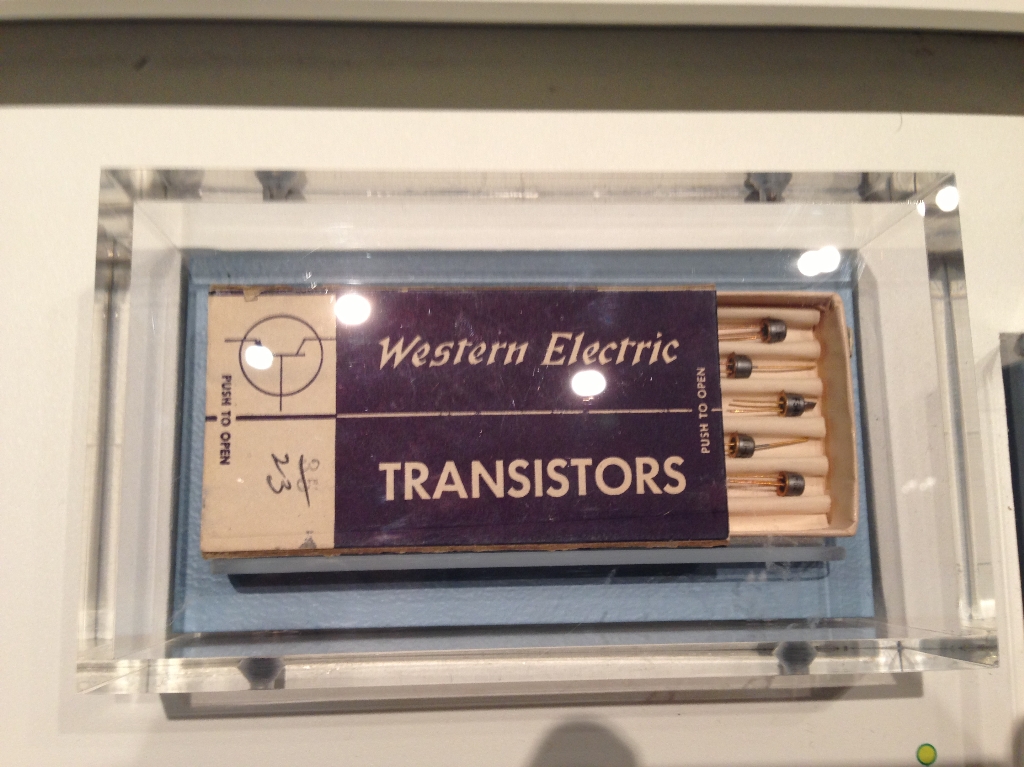 Western Electric
TRANSISTORS
PUSH TO OPEN
PUSH TO OPEN
23